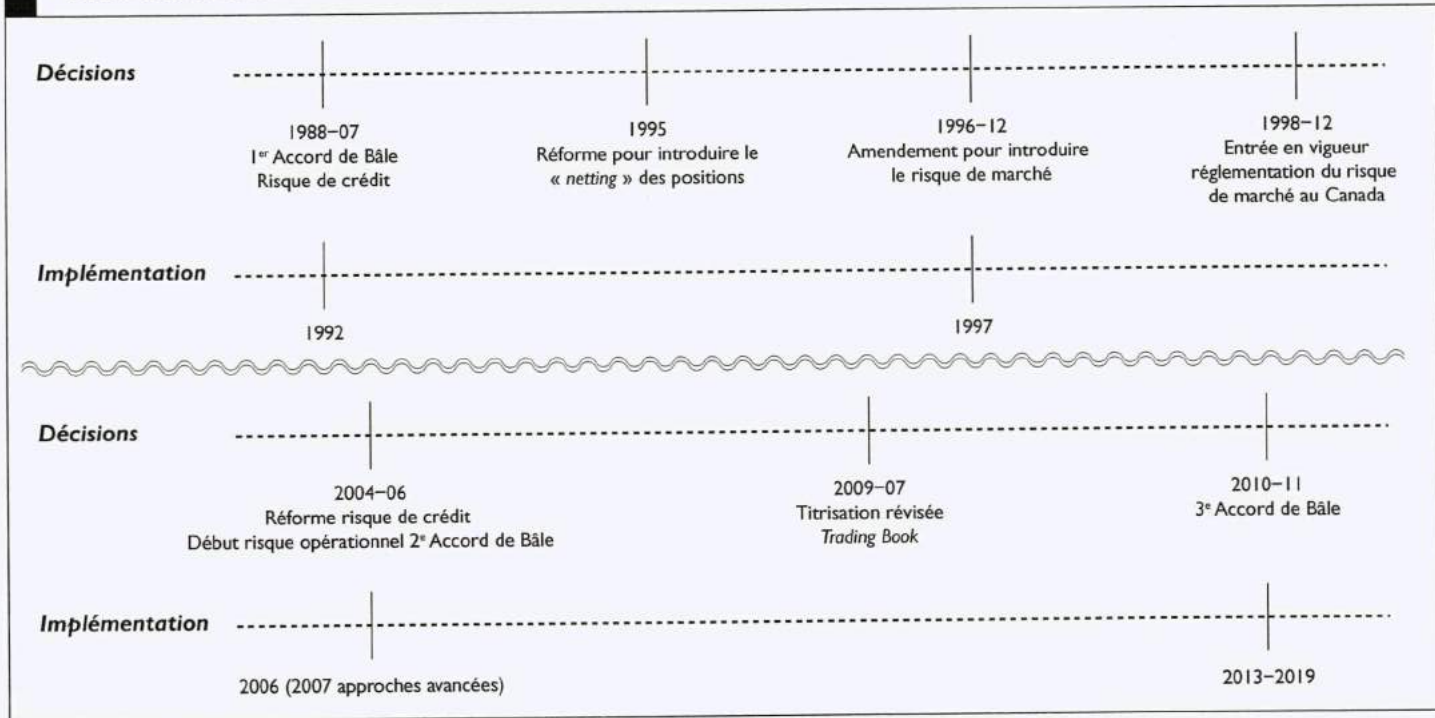 Décisions
1988–07
1er Accord de Bâle
Risque de crédit
1995
Réforme pour introduire le
« netting » des positions
1996–12
Amendement pour introduire
le risque de marché
1998–12
Entrée en vigueur
réglementation du risque
de marché au Canada
Implémentation
1992
1997
Décisions
2004–06
Réforme risque de crédit
Début risque opérationnel 2e Accord de Bâle
2009–07
Titrisation révisée
Trading Book
2010–11
3e Accord de Bâle
Implémentation
2006 (2007 approches avancées)
2013–2019